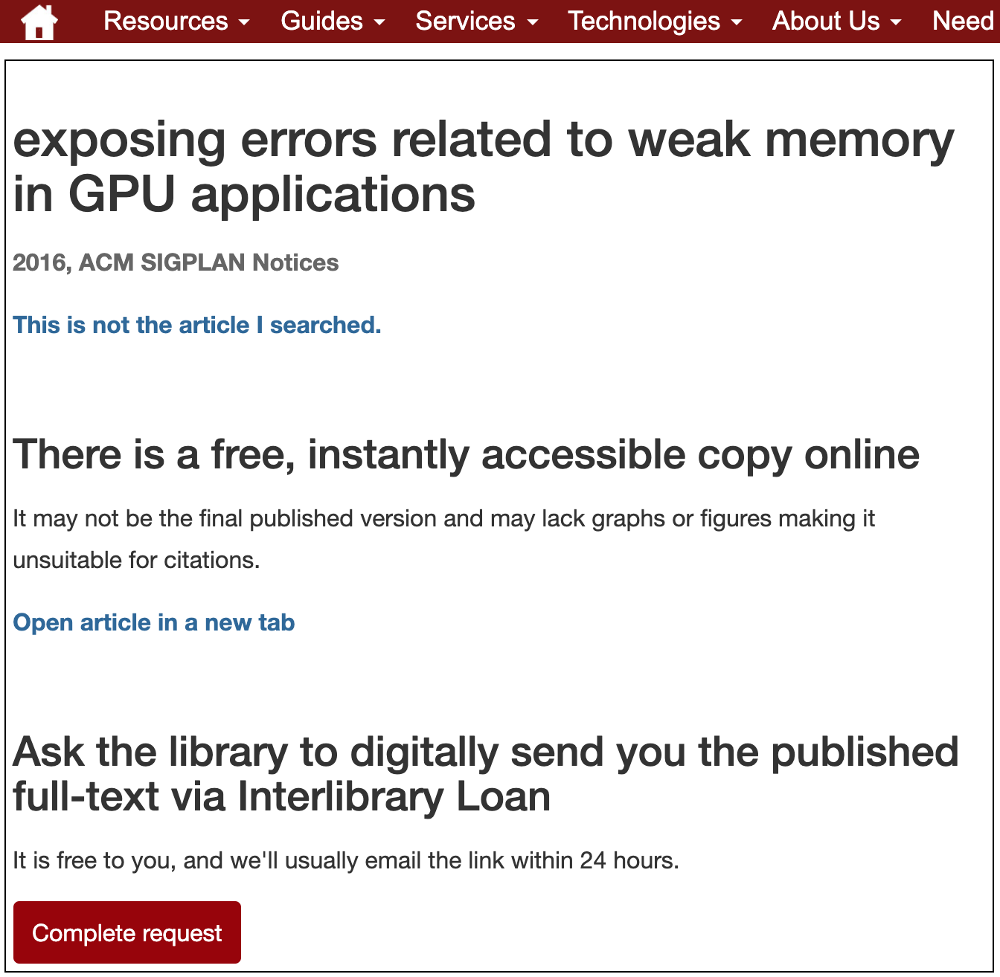 Resources Guides Services Technologies About Us Need
exposing errors related to weak memory
in GPU applications
2016, ACM SIGPLAN Notices
This is not the article I searched.
There is a free, instantly accessible copy online
It may not be the final published version and may lack graphs or figures making it
unsuitable for citations.
Open article in a new tab
Ask the library to digitally send you the published
full-text via Interlibrary Loan
It is free to you, and we'll usually email the link within 24 hours.
Complete request